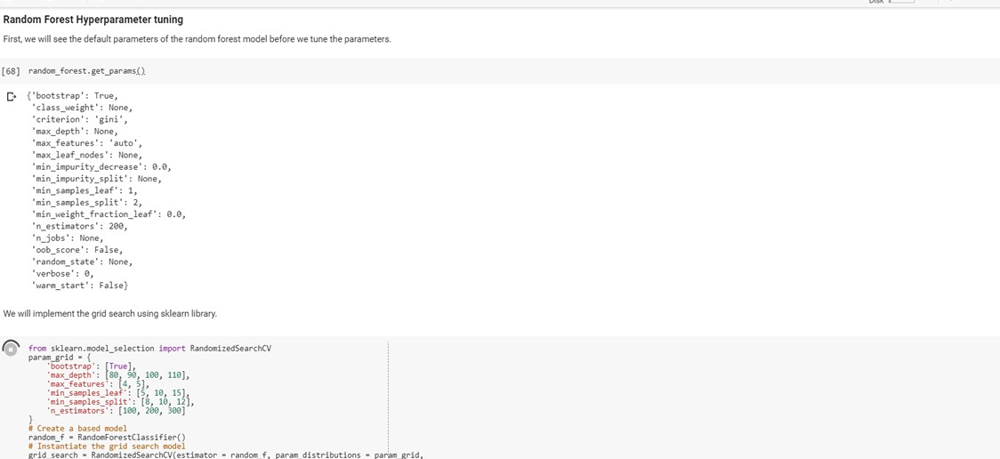 Disk
Random Forest Hyperparameter tuning
First, we will see the default parameters of the random forest model before we tune the parameters.
[68] random_forest.get_params()
{'bootstrap': True,
'class_weight': None,
'criterion': 'gini',
'max_depth': None,
'max_features': 'auto',
'max_leaf_nodes': None,
'min_impurity_decrease': 0.0,
'min_impurity_split': None,
'min_samples_leaf': 1,
'min_samples_split': 2,
'min_weight_fraction_leaf': 0.0,
'n_estimators': 200,
'n_jobs': None,
'oob_score': False,
'random_state': None,
'verbose': 0,
'warm_start': False}
We will implement the grid search using sklearn library.
from sklearn.model_selection import RandomizedSearchCV
param_grid = {
'bootstrap': [True],
'max_depth': [80, 90, 100, 110],
'max_features': [4, 5],
'min_samples_leaf': [5, 10, 15],
'min_samples_split': [8, 10, 12],
'n_estimators': [100, 200, 300]
}
# Create a based model
random_f = RandomForestClassifier()
# Instantiate the grid search model
grid_search = RandomizedSearchCV(estimator = random_f, param_distributions = param_grid,